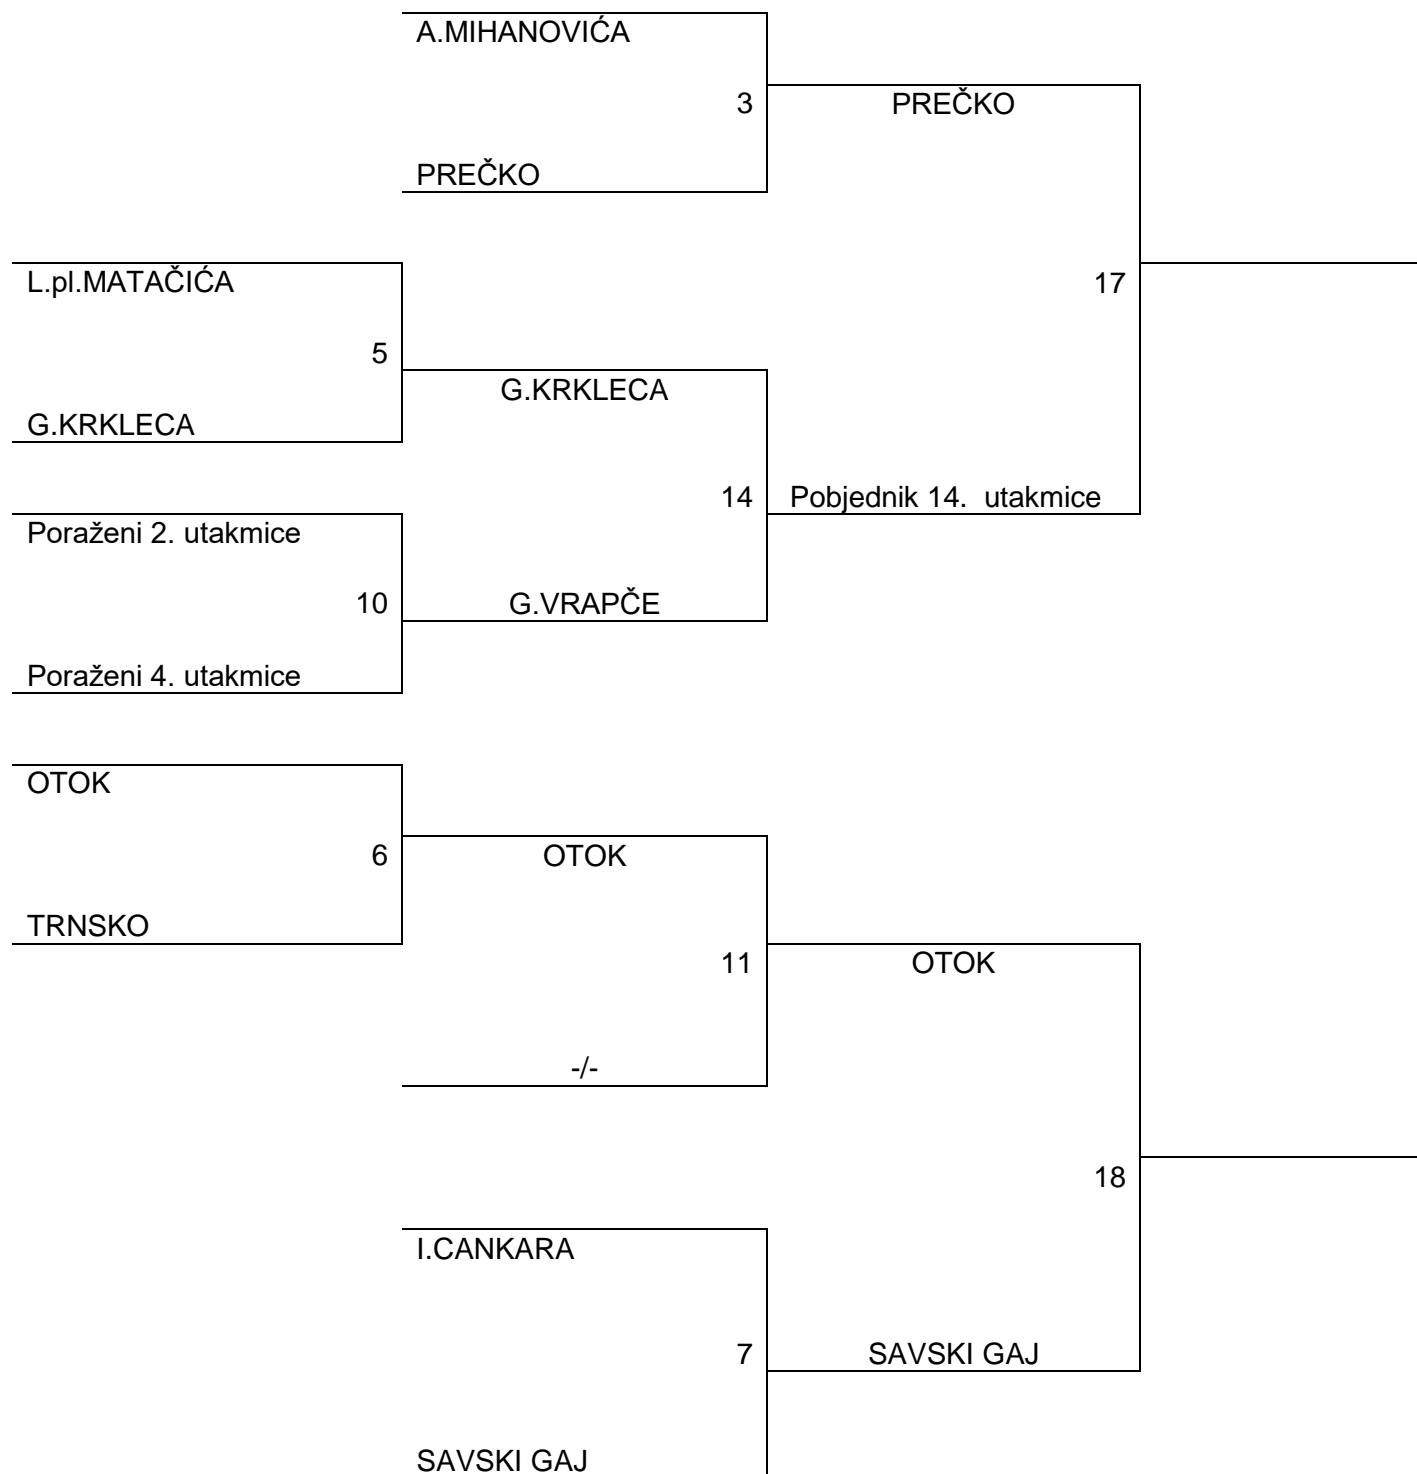 A.MIHANOVIĆA
3
PREČKO
PREČKO
L.pl.MATAČIĆA
17
5
G.KRKLECA
G.KRKLECA
14
Pobjednik 14.  utakmice
Poraženi 2. utakmice
10
G.VRAPČE
Poraženi 4. utakmice
OTOK
6
OTOK
TRNSKO
11
OTOK
-/-
18
I.CANKARA
7
SAVSKI GAJ
SAVSKI GAJ